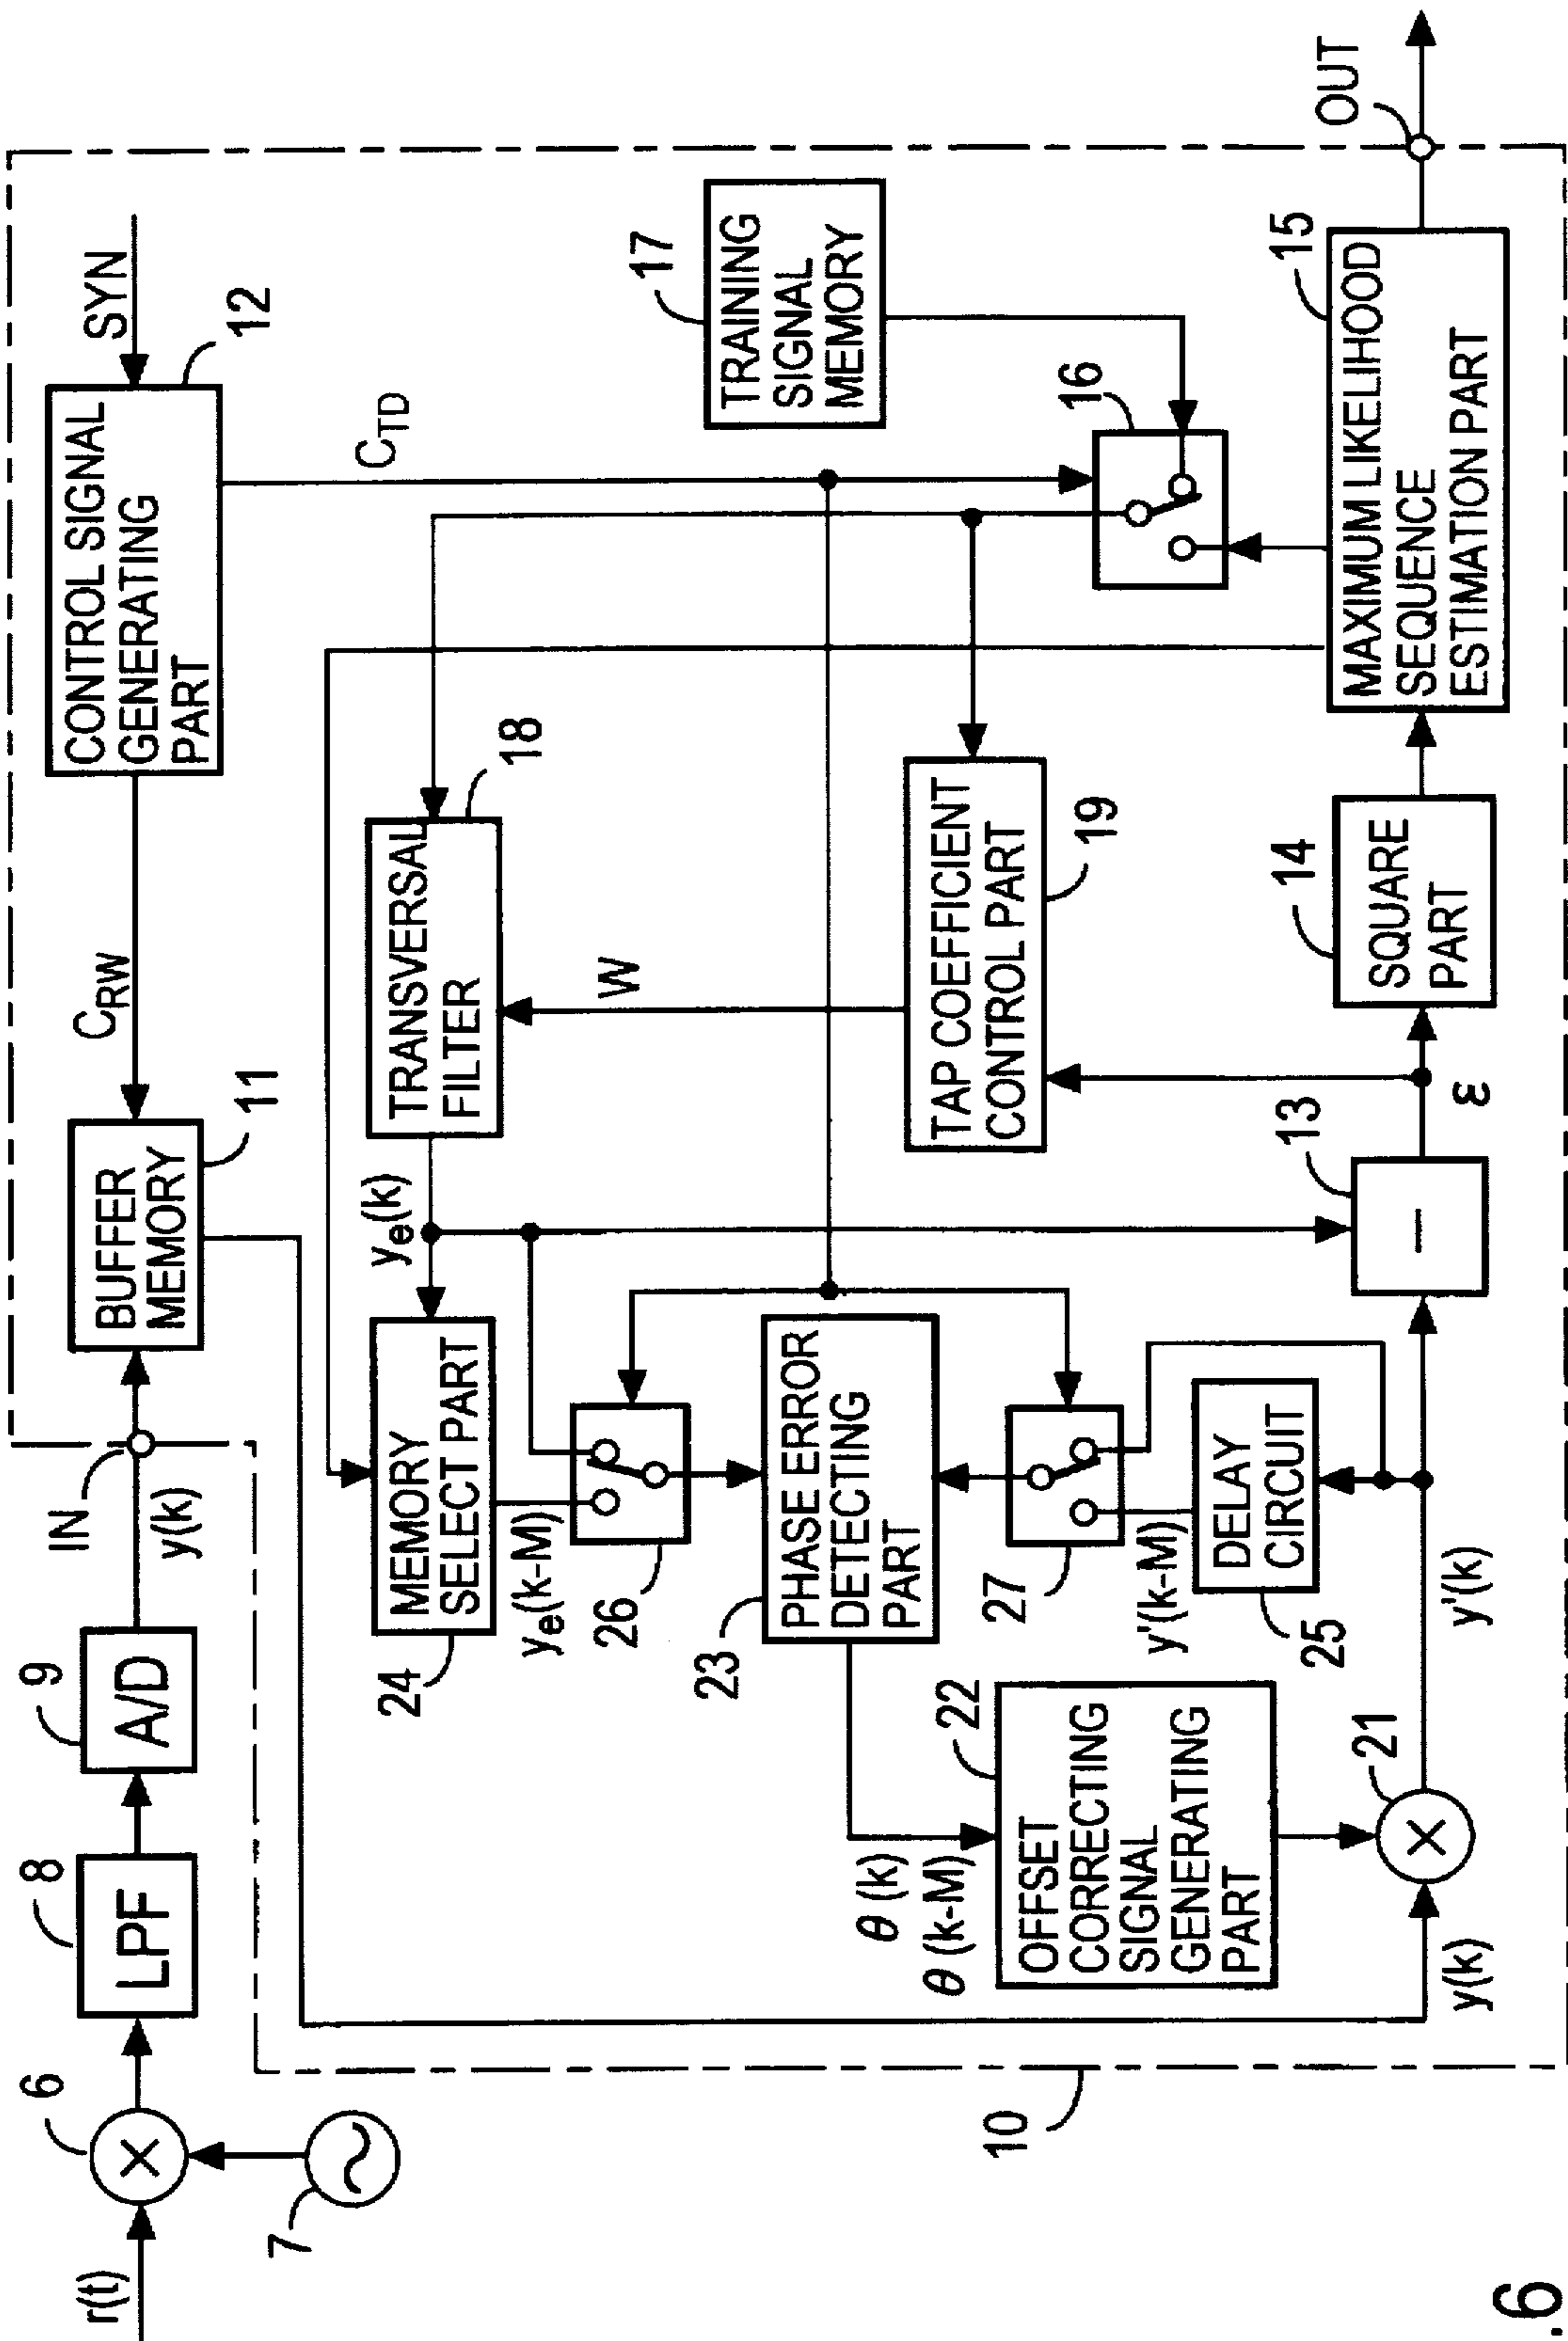 r(t)
6
7
8
LPF
9
A/D
IN
y(k)
BUFFER
MEMORY
11
C_RW
CONTROL SIGNAL
GENERATING
PART
12
SYN
C_TD
17
TRAINING
SIGNAL
MEMORY
16
OUT
TRANSVERSAL
FILTER
18
W
y_e(k)
MEMORY
SELECT PART
24
y_e(k-M)
26
TAP COEFFICIENT
CONTROL PART
19
PHASE ERROR
DETECTING
PART
23
θ (k)
θ (k-M)
OFFSET
CORRECTING
SIGNAL
GENERATING
PART
22
27
y'(k-M)
DELAY
CIRCUIT
25
10
y(k)
21
y'(k)
13
−
ε
14
SQUARE
PART
15
MAXIMUM LIKELIHOOD
SEQUENCE
ESTIMATION PART
.6